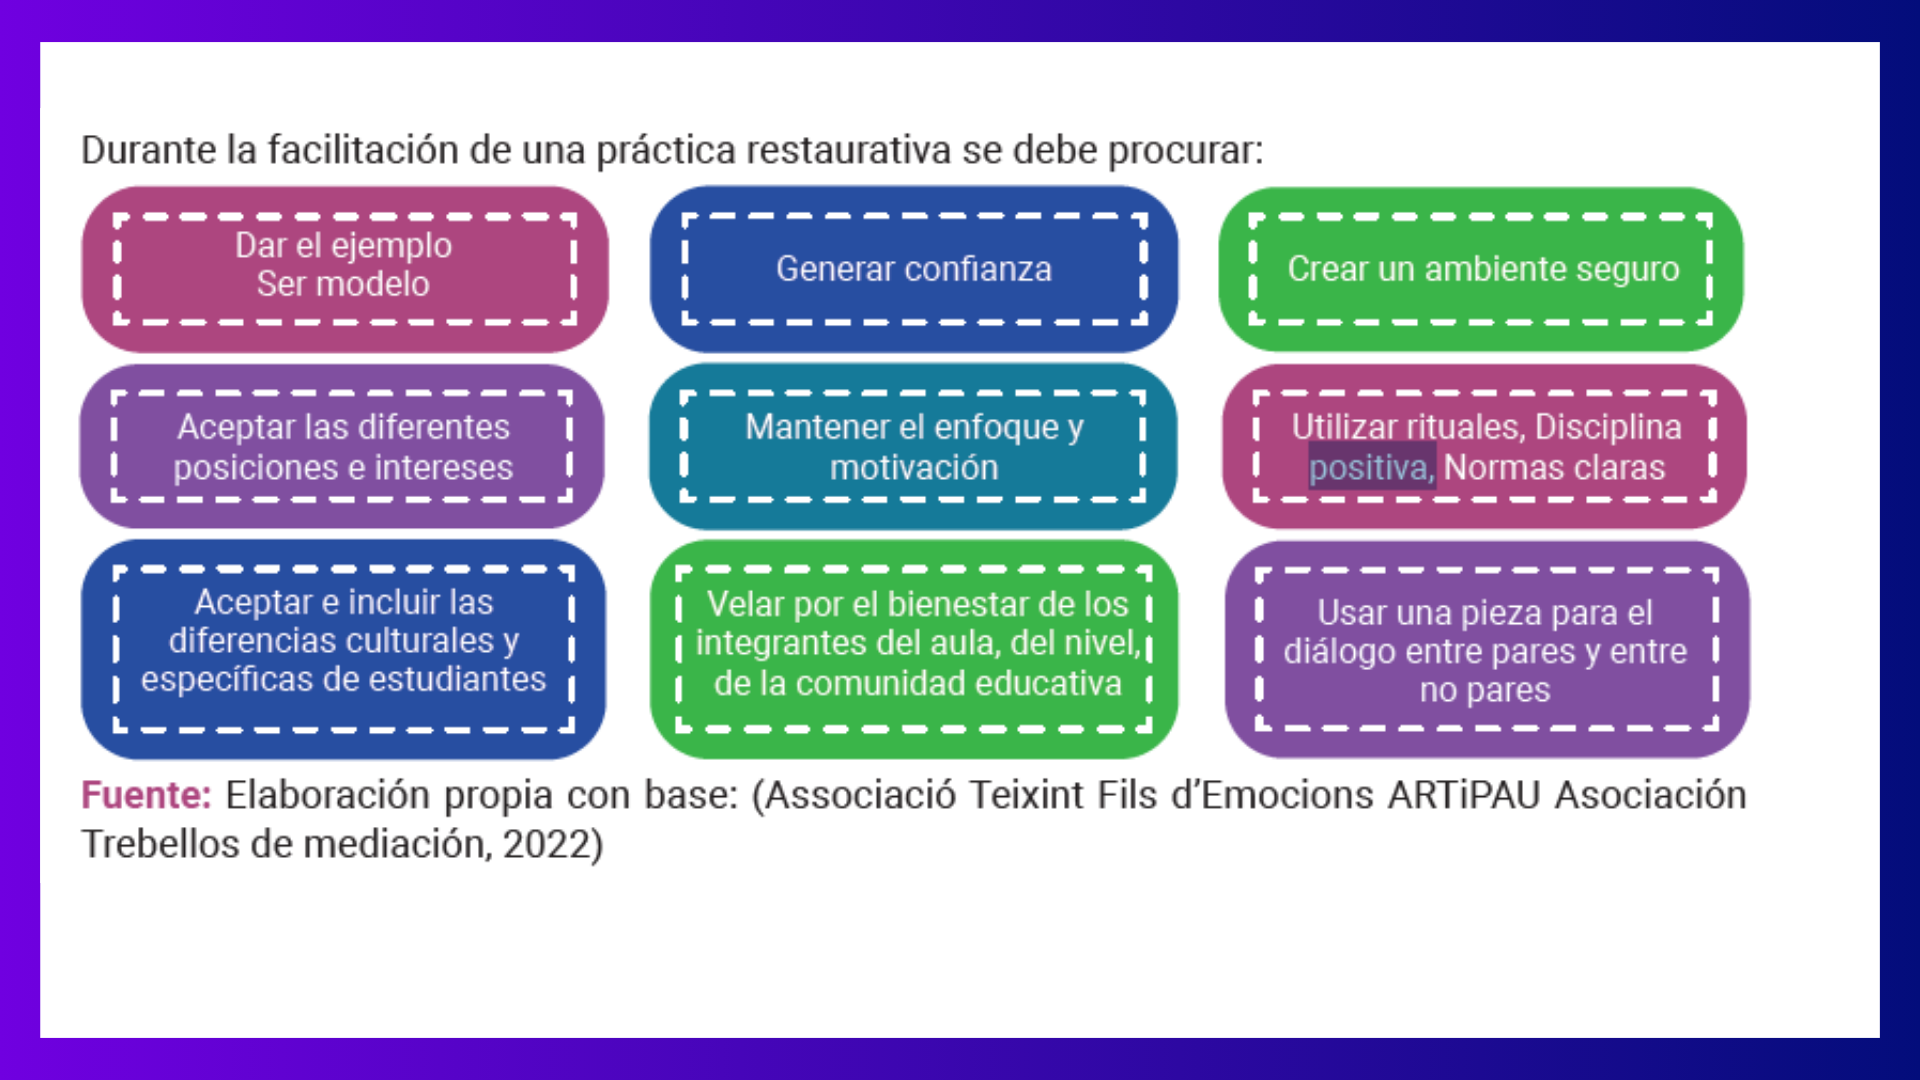 Durante la facilitación de una práctica restaurativa se debe procurar:
Dar el ejemplo
Ser modelo
Generar confianza
Crear un ambiente seguro
Aceptar las diferentes
posiciones e intereses
Mantener el enfoque y
motivación
Utilizar rituales, Disciplina
positiva, Normas claras
Aceptar e incluir las
diferencias culturales y
específicas de estudiantes
Velar por el bienestar de los
integrantes del aula, del nivel,
de la comunidad educativa
Usar una pieza para el
diálogo entre pares y entre
no pares
Fuente: Elaboración propia con base: (Associació Teixint Fils d’Emocions ARTiPAU Asociación
Trebellos de mediación, 2022)